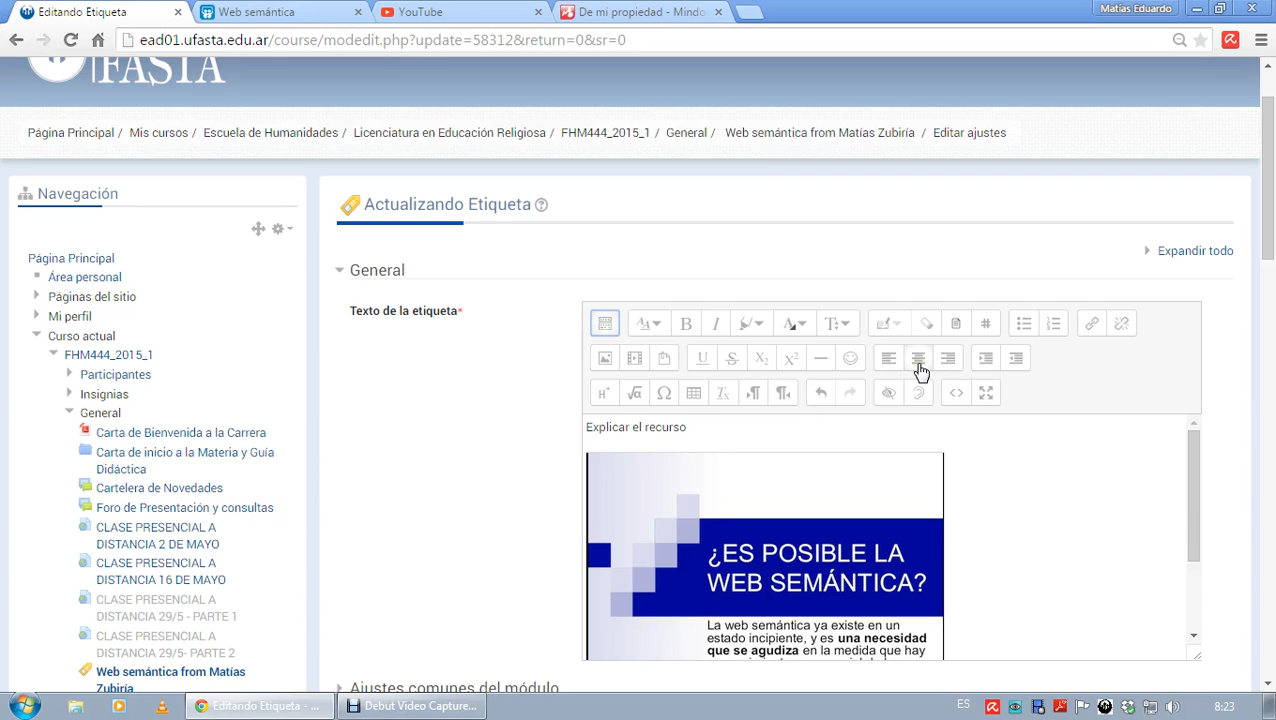 Editando Etiqueta
Web semántica
YouTube
De mi propiedad - Mindo
Matías Eduardo
ead01.ufasta.edu.ar/course/modedit.php?update=58312&return=0&sr=0
FASTA
Página Principal / Mis cursos / Escuela de Humanidades / Licenciatura en Educación Religiosa / FHM444_2015_1 / General / Web semántica from Matías Zubiría / Editar ajustes
Navegación
Página Principal
Área personal
Páginas del sitio
Mi perfil
Curso actual
FHM444_2015_1
Participantes
Insignias
General
Carta de Bienvenida a la Carrera
Carta de inicio a la Materia y Guía
Didáctica
Cartelera de Novedades
Foro de Presentación y consultas
CLASE PRESENCIAL A
DISTANCIA 2 DE MAYO
CLASE PRESENCIAL A
DISTANCIA 16 DE MAYO
CLASE PRESENCIAL A
DISTANCIA 29/5 - PARTE 1
CLASE PRESENCIAL A
DISTANCIA 29/5- PARTE 2
Web semántica from Matías
Zubiría
Actualizando Etiqueta
Expandir todo
General
Texto de la etiqueta*
Explicar el recurso
¿ES POSIBLE LA
WEB SEMÁNTICA?
La web semántica ya existe en un
estado incipiente, y es una necesidad
que se agudiza en la medida que hay
Ajustes comunes del módulo
Editando Etiqueta - ...
Debut Video Capture...
ES
8:23